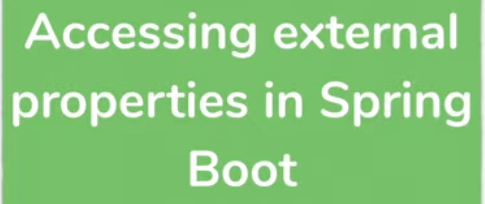 Accessing external
properties in Spring
Boot